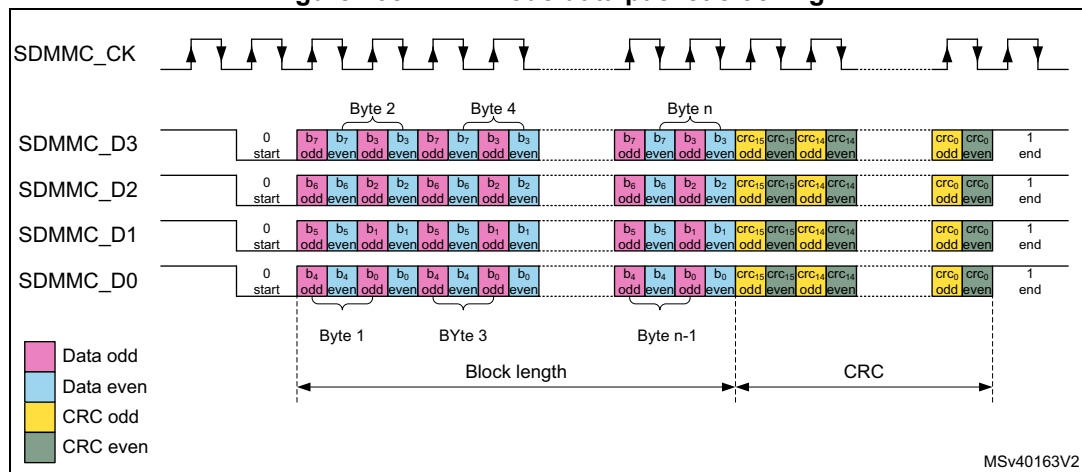 SDMMC_CK
Byte 2 Byte 4 Byte n
SDMMC_D3 0 start b7 odd b7 even b3 odd b3 even b7 odd b7 even b3 odd b3 even b7 odd b7 even b3 odd b3 even crc15 odd crc15 even crc14 odd crc14 even crc0 odd crc0 even 1 end
SDMMC_D2 0 start b6 odd b6 even b2 odd b2 even b6 odd b6 even b2 odd b2 even b6 odd b6 even b2 odd b2 even crc15 odd crc15 even crc14 odd crc14 even crc0 odd crc0 even 1 end
SDMMC_D1 0 start b5 odd b5 even b1 odd b1 even b5 odd b5 even b1 odd b1 even b5 odd b5 even b1 odd b1 even crc15 odd crc15 even crc14 odd crc14 even crc0 odd crc0 even 1 end
SDMMC_D0 0 start b4 odd b4 even b0 odd b0 even b4 odd b4 even b0 odd b0 even b4 odd b4 even b0 odd b0 even crc15 odd crc15 even crc14 odd crc14 even crc0 odd crc0 even 1 end
Byte 1 BYte 3 Byte n-1
Data odd
Data even
CRC odd
CRC even
Block length CRC
MSv40163V2